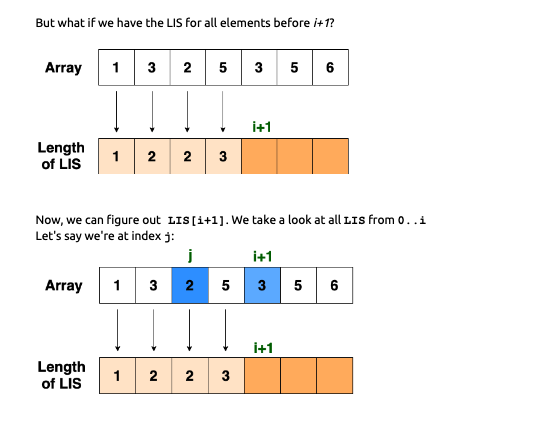 But what if we have the LIS for all elements before i+1?
Array 1 3 2 5 3 5 6
i+1
Length of LIS 1 2 2 3
Now, we can figure out LIS[i+1]. We take a look at all LIS from 0..i
Let's say we're at index j:
j i+1
Array 1 3 2 5 3 5 6
i+1
Length of LIS 1 2 2 3